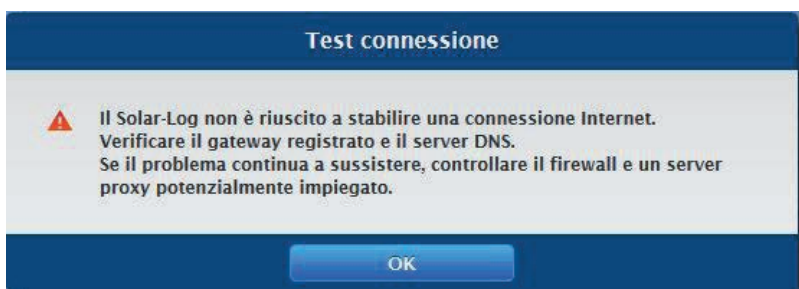 Test connessione
Il Solar-Log non è riuscito a stabilire una connessione Internet.
Verificare il gateway registrato e il server DNS.
Se il problema continua a sussistere, controllare il firewall e un server
proxy potenzialmente impiegato.
OK